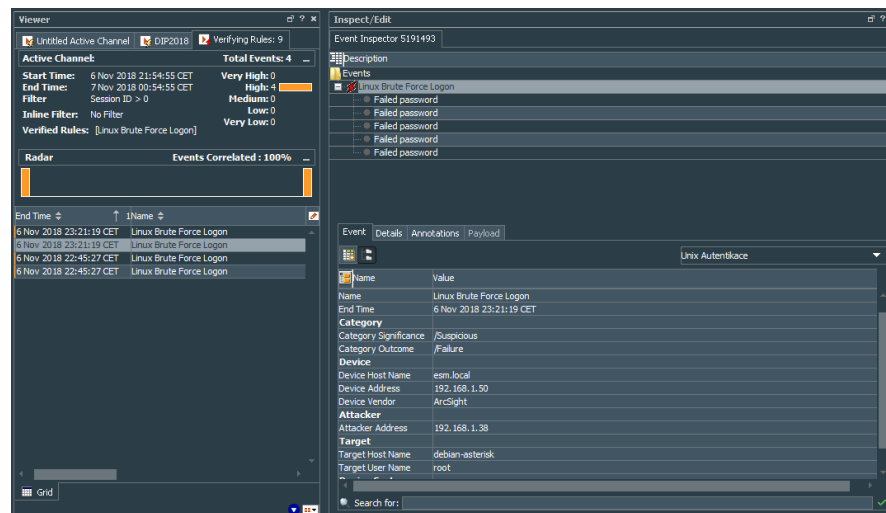 Viewer
Untitled Active Channel
DIP2018
Verifying Rules: 9
Active Channel:
Total Events: 4
Start Time: 6 Nov 2018 21:54:55 CET
Very High: 0
End Time: 7 Nov 2018 00:54:55 CET
High: 4
Filter Session ID > 0
Medium: 0
Low: 0
Inline Filter: No Filter
Very Low: 0
Verified Rules: [Linux Brute Force Logon]
Radar
Events Correlated : 100%
End Time
1Name
6 Nov 2018 23:21:19 CET Linux Brute Force Logon
6 Nov 2018 23:21:19 CET Linux Brute Force Logon
6 Nov 2018 22:45:27 CET Linux Brute Force Logon
6 Nov 2018 22:45:27 CET Linux Brute Force Logon
Grid
Inspect/Edit
Event Inspector 5191493
Description
Events
Linux Brute Force Logon
Failed password
Failed password
Failed password
Failed password
Failed password
Event Details Annotations Payload
Unix Autentikace
Name Value
Name Linux Brute Force Logon
End Time 6 Nov 2018 23:21:19 CET
Category
Category Significance /Suspicious
Category Outcome /Failure
Device
Device Host Name esm.local
Device Address 192.168.1.50
Device Vendor ArcSight
Attacker
Attacker Address 192.168.1.38
Target
Target Host Name debian-asterisk
Target User Name root
Search for: